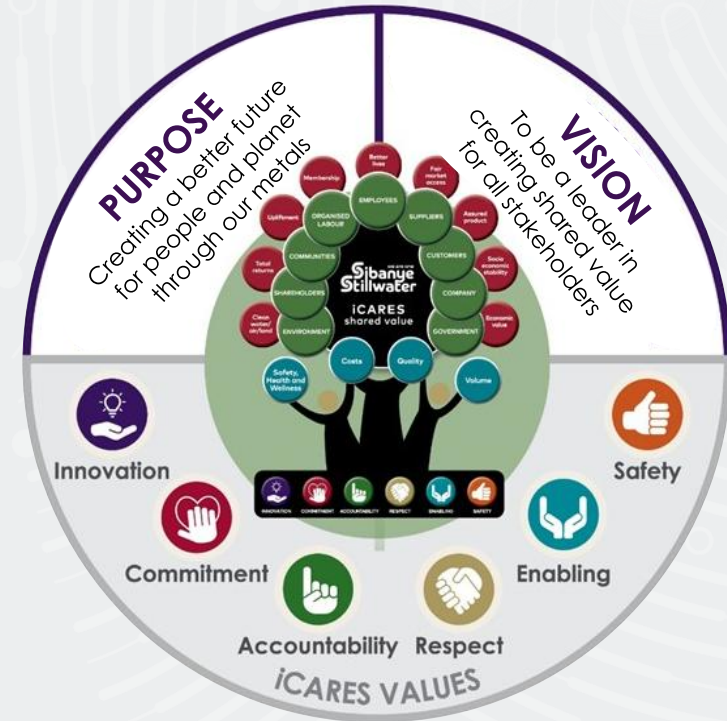 PURPOSE
Creating a better future
for people and planet
through our metals
VISION
To be a leader in
creating shared value
for all stakeholders
Better
lives
Membership
Fair
market
access
Upliftment
Assured
product
Total
returns
Socio
economic
stability
Clean
water/
air/land
Economic
value
EMPLOYEES
ORGANISED
LABOUR
SUPPLIERS
COMMUNITIES
CUSTOMERS
SHAREHOLDERS
COMPANY
ENVIRONMENT
GOVERNMENT
Sibanye
Stillwater
iCARES
shared value
Safety,
Health and
Wellness
Costs
Quality
Volume
INNOVATION
COMMITMENT
ACCOUNTABILITY
RESPECT
ENABLING
SAFETY
Innovation
Safety
Commitment
Enabling
Accountability
Respect
iCARES VALUES